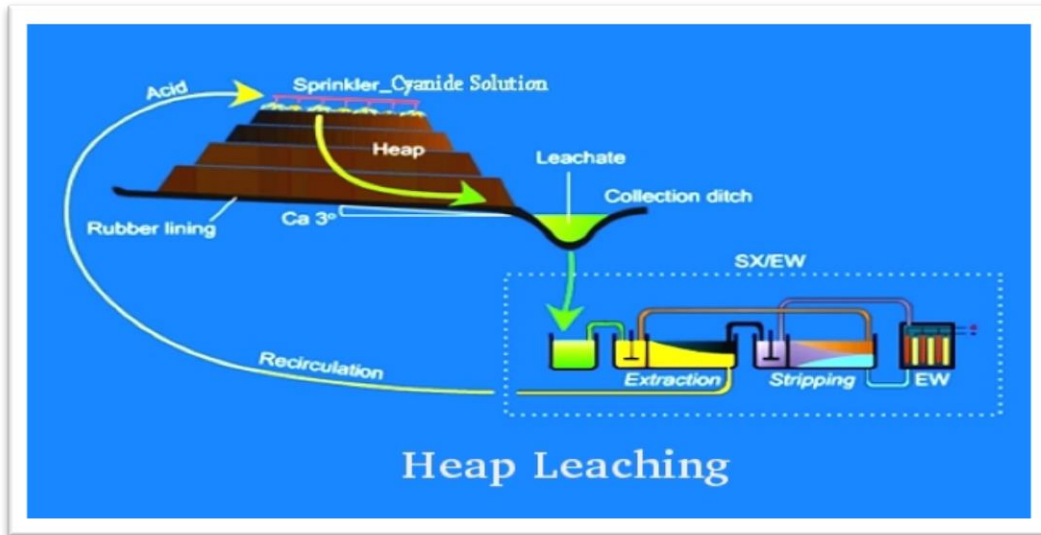 Acid
Sprinkler_Cyanide Solution
Heap
Leachate
Collection ditch
Rubber lining
Ca 3°
SX/EW
Recirculation
Extraction
Stripping
EW
Heap Leaching